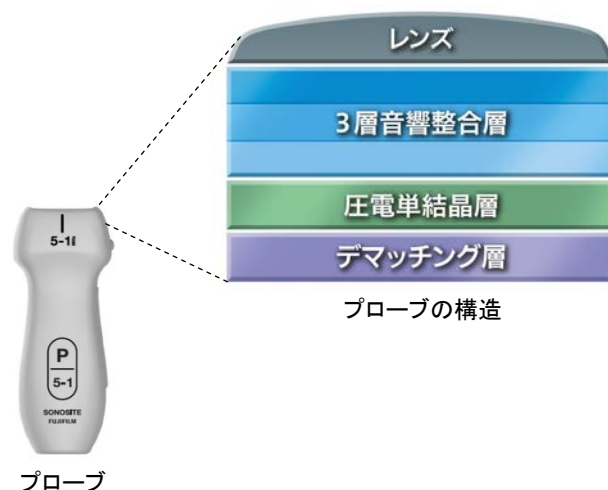 レンズ
3層音響整合層
圧電単結晶層
デマッチング層
プローブの構造
5-1
P
5-1
SONOSITE
FUJIFILM
プローブ